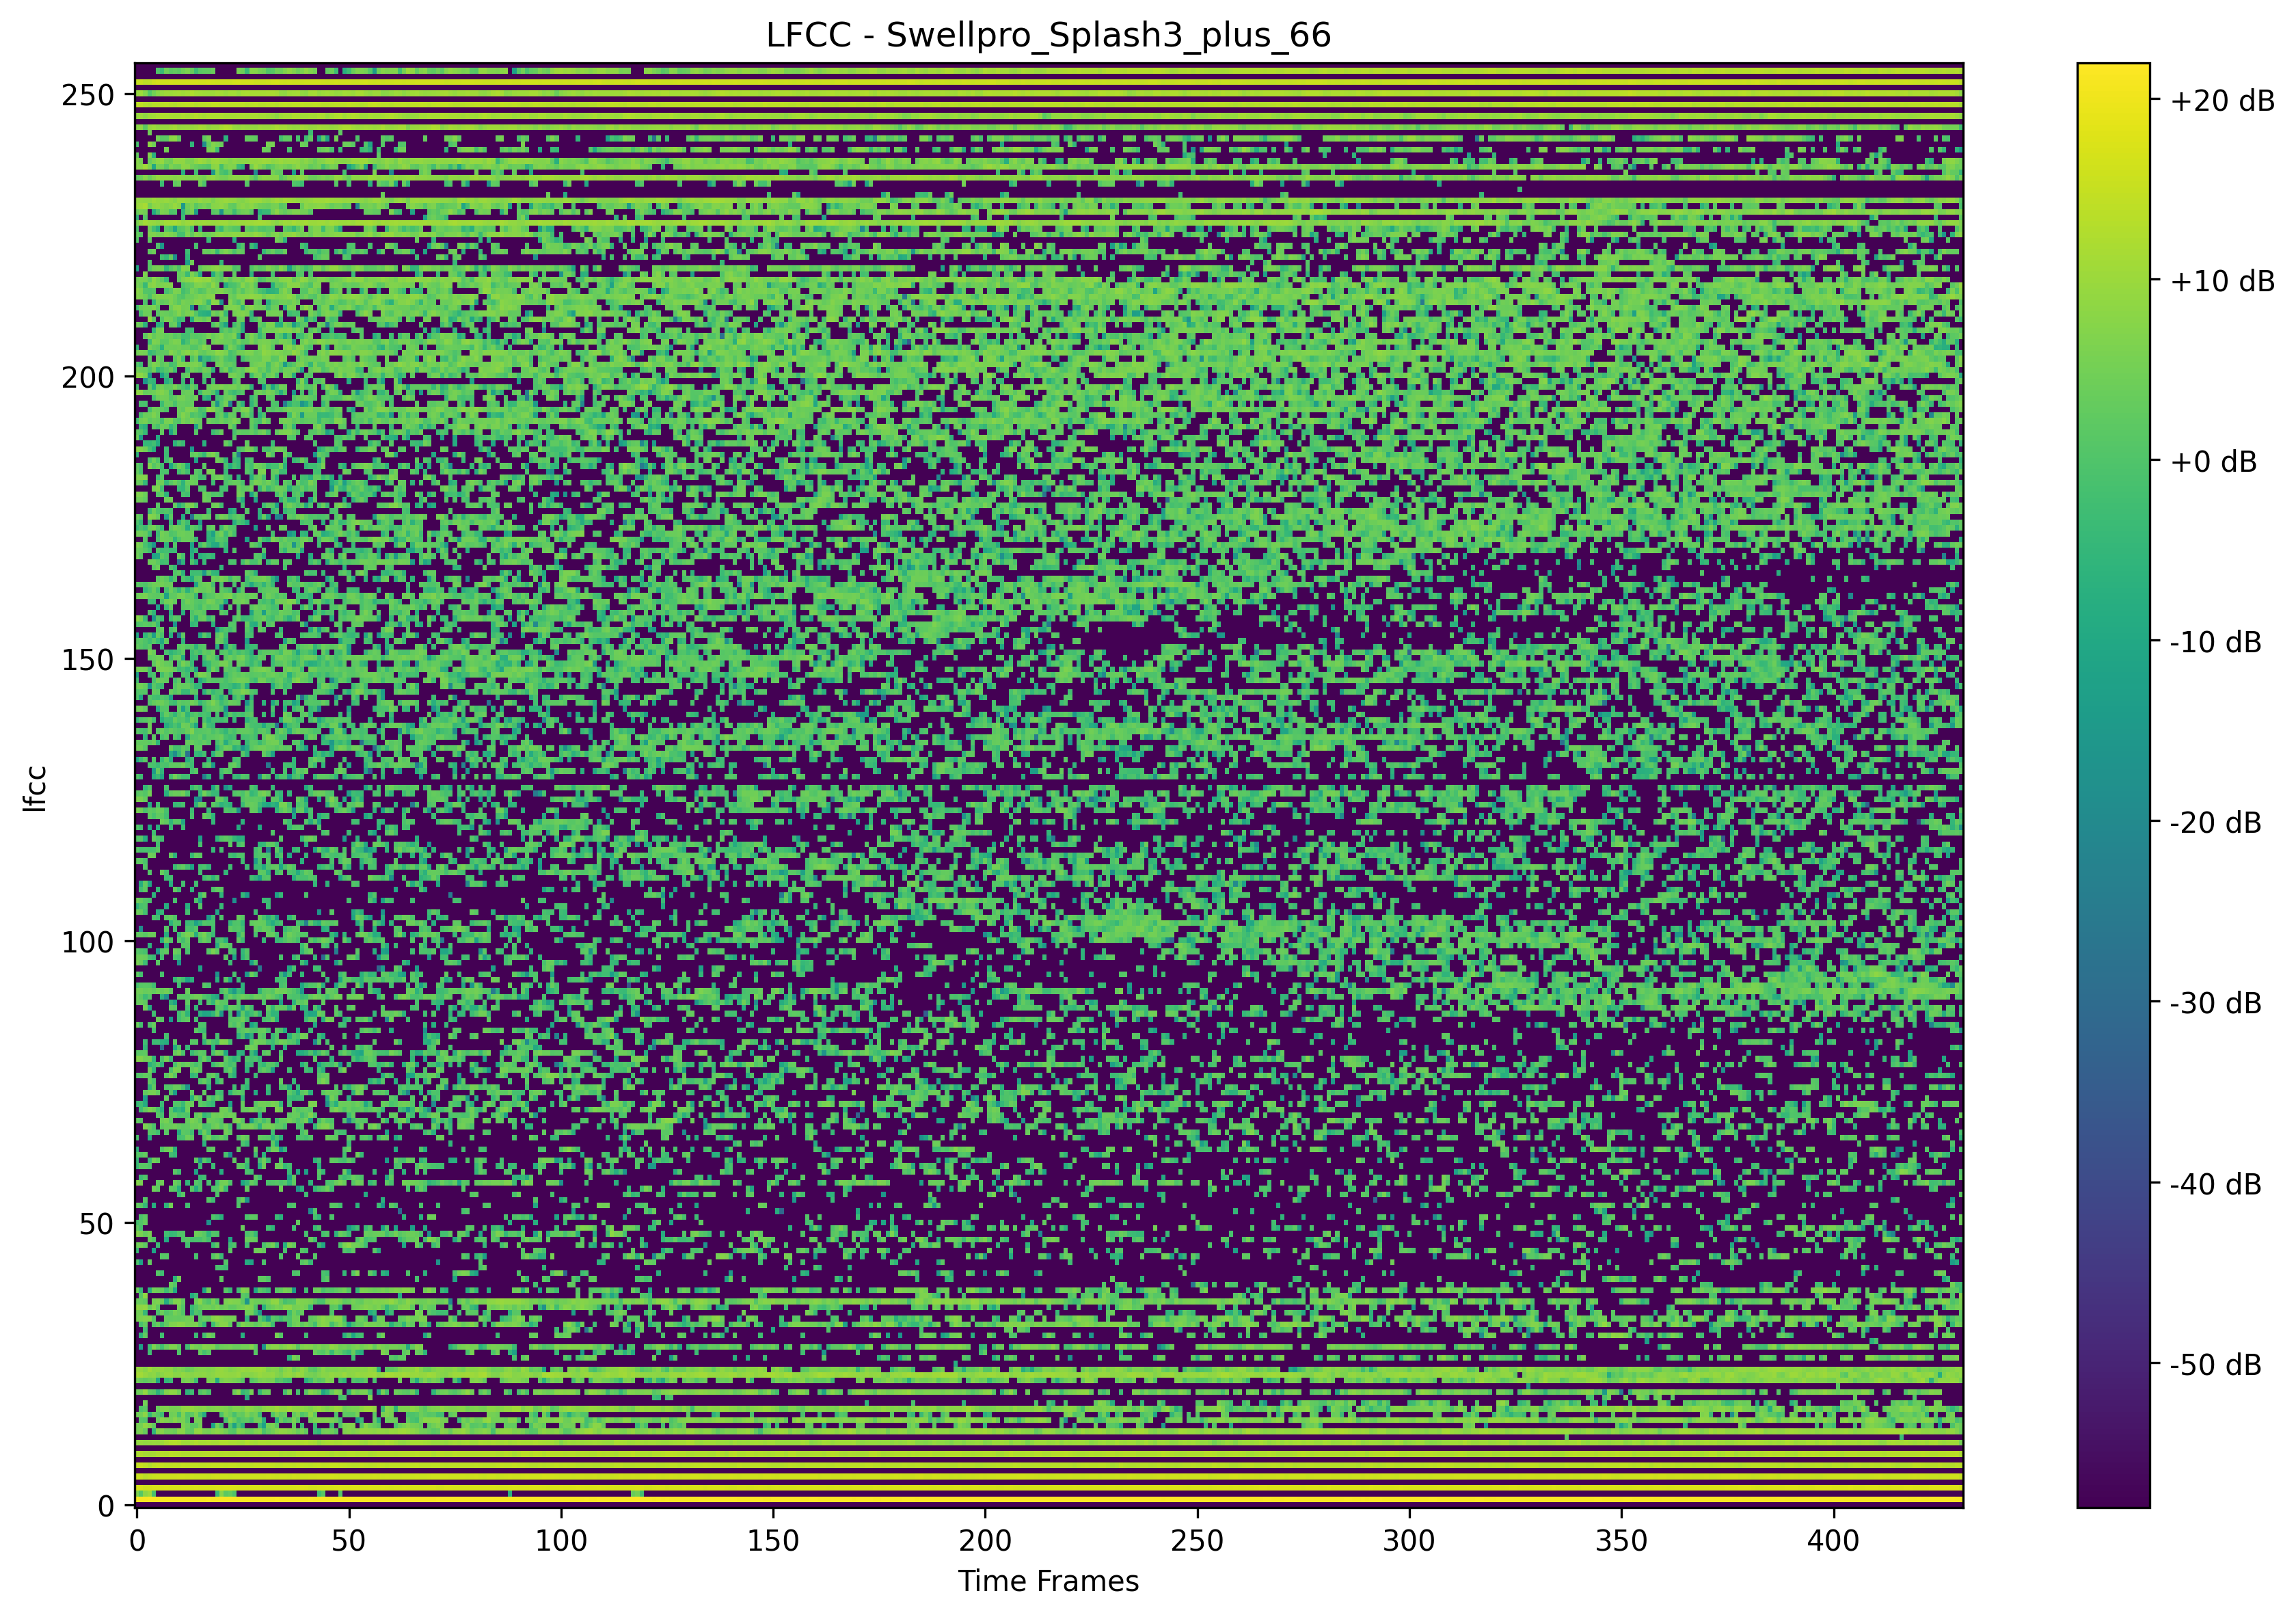 LFCC - Swellpro_Splash3_plus_66
lfcc
250
200
150
100
50
0
0 50 100 150 200 250 300 350 400
Time Frames
+20 dB
+10 dB
+0 dB
-10 dB
-20 dB
-30 dB
-40 dB
-50 dB